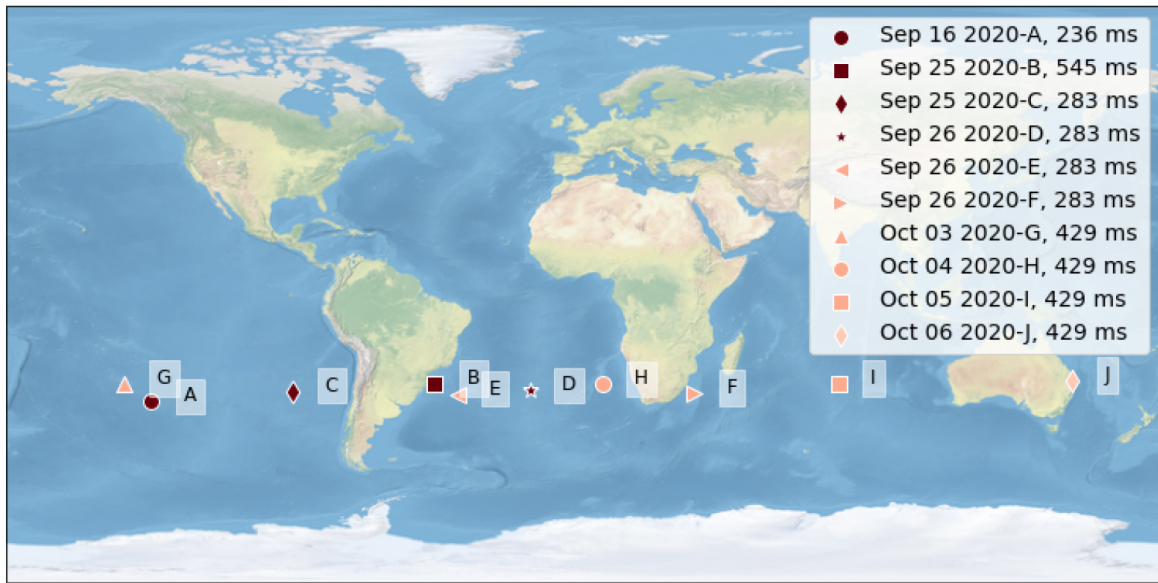 Sep 16 2020-A, 236 ms
Sep 25 2020-B, 545 ms
Sep 25 2020-C, 283 ms
Sep 26 2020-D, 283 ms
Sep 26 2020-E, 283 ms
Sep 26 2020-F, 283 ms
Oct 03 2020-G, 429 ms
Oct 04 2020-H, 429 ms
Oct 05 2020-I, 429 ms
Oct 06 2020-J, 429 ms
G
A
C
B
E
D
H
F
I
J